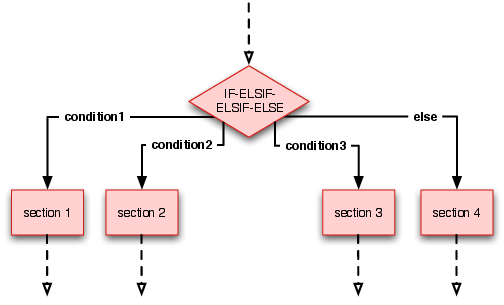 IF-ELSIF-
ELSIF-ELSE
condition1
else
condition2
condition3
section 1
section 2
section 3
section 4